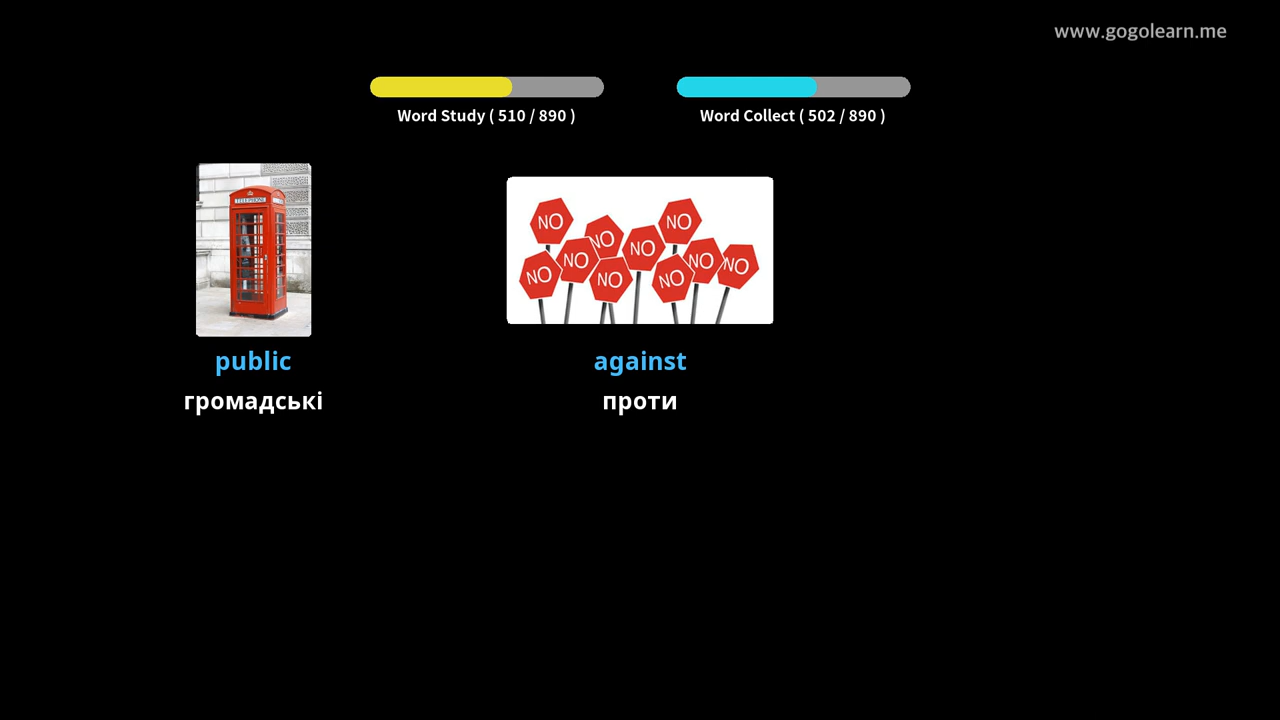 www.gogolearn.me
Word Study ( 510 / 890 )
Word Collect ( 502 / 890 )
TELEPHONE
NO
NO
NO
NO
NO
NO
NO
NO
NO
NO
public
against
громадські
проти